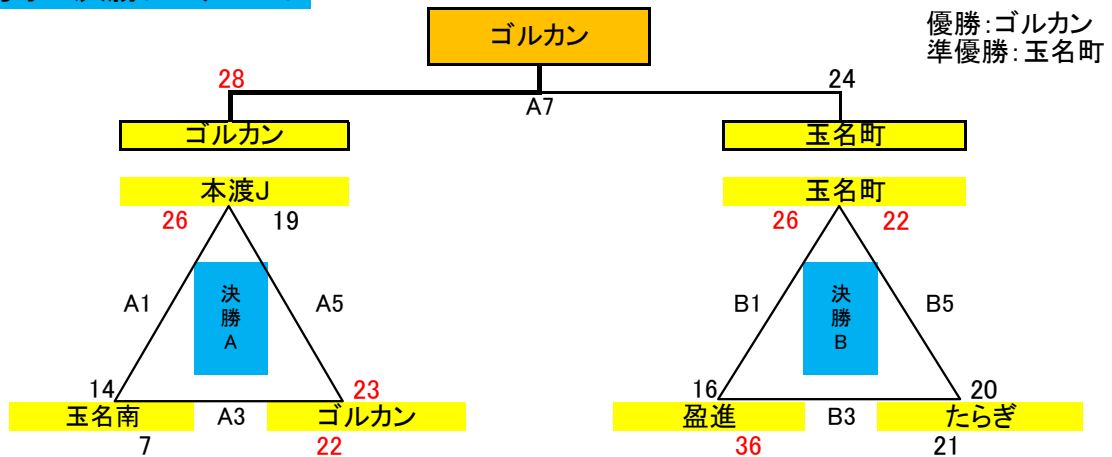 ゴルカン
優勝:ゴルカン
準優勝:玉名町
28
A7
24
ゴルカン
玉名町
本渡J
玉名町
26
19
26
22
A1
決勝A
A5
B1
決勝B
B5
14
23
16
20
玉名南
A3
ゴルカン
盈進
B3
たらぎ
7
22
36
21